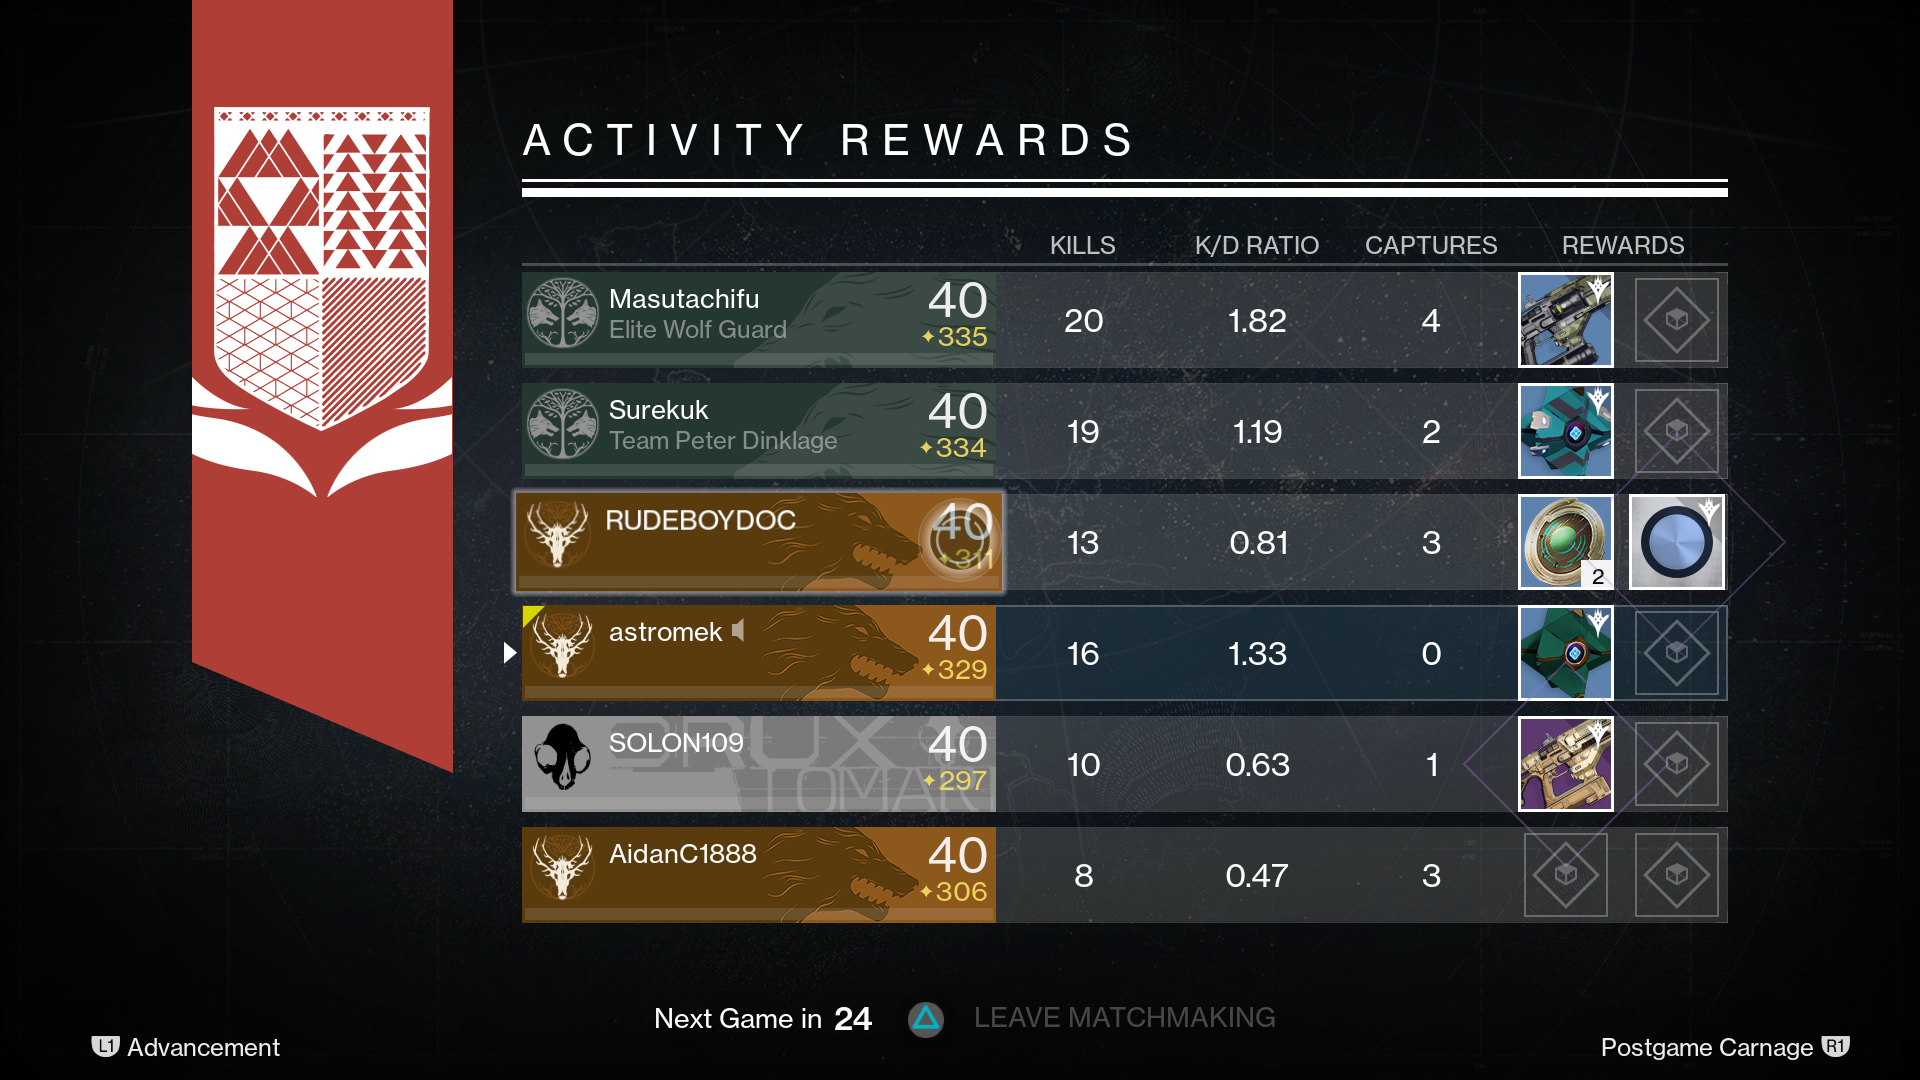 ACTIVITY REWARDS
KILLS K/D RATIO CAPTURES REWARDS
Masutachifu 40
Elite Wolf Guard 335
20 1.82 4
Surekuk 40
Team Peter Dinklage 334
19 1.19 2
RUDEBOYDOC 40
311
13 0.81 3
2
astromek 40
329
16 1.33 0
CRUX
SOLON109 40
TOMAR
297
10 0.63 1
AidanC1888 40
306
8 0.47 3
Next Game in 24 LEAVE MATCHMAKING
L1 Advancement
Postgame Carnage R1